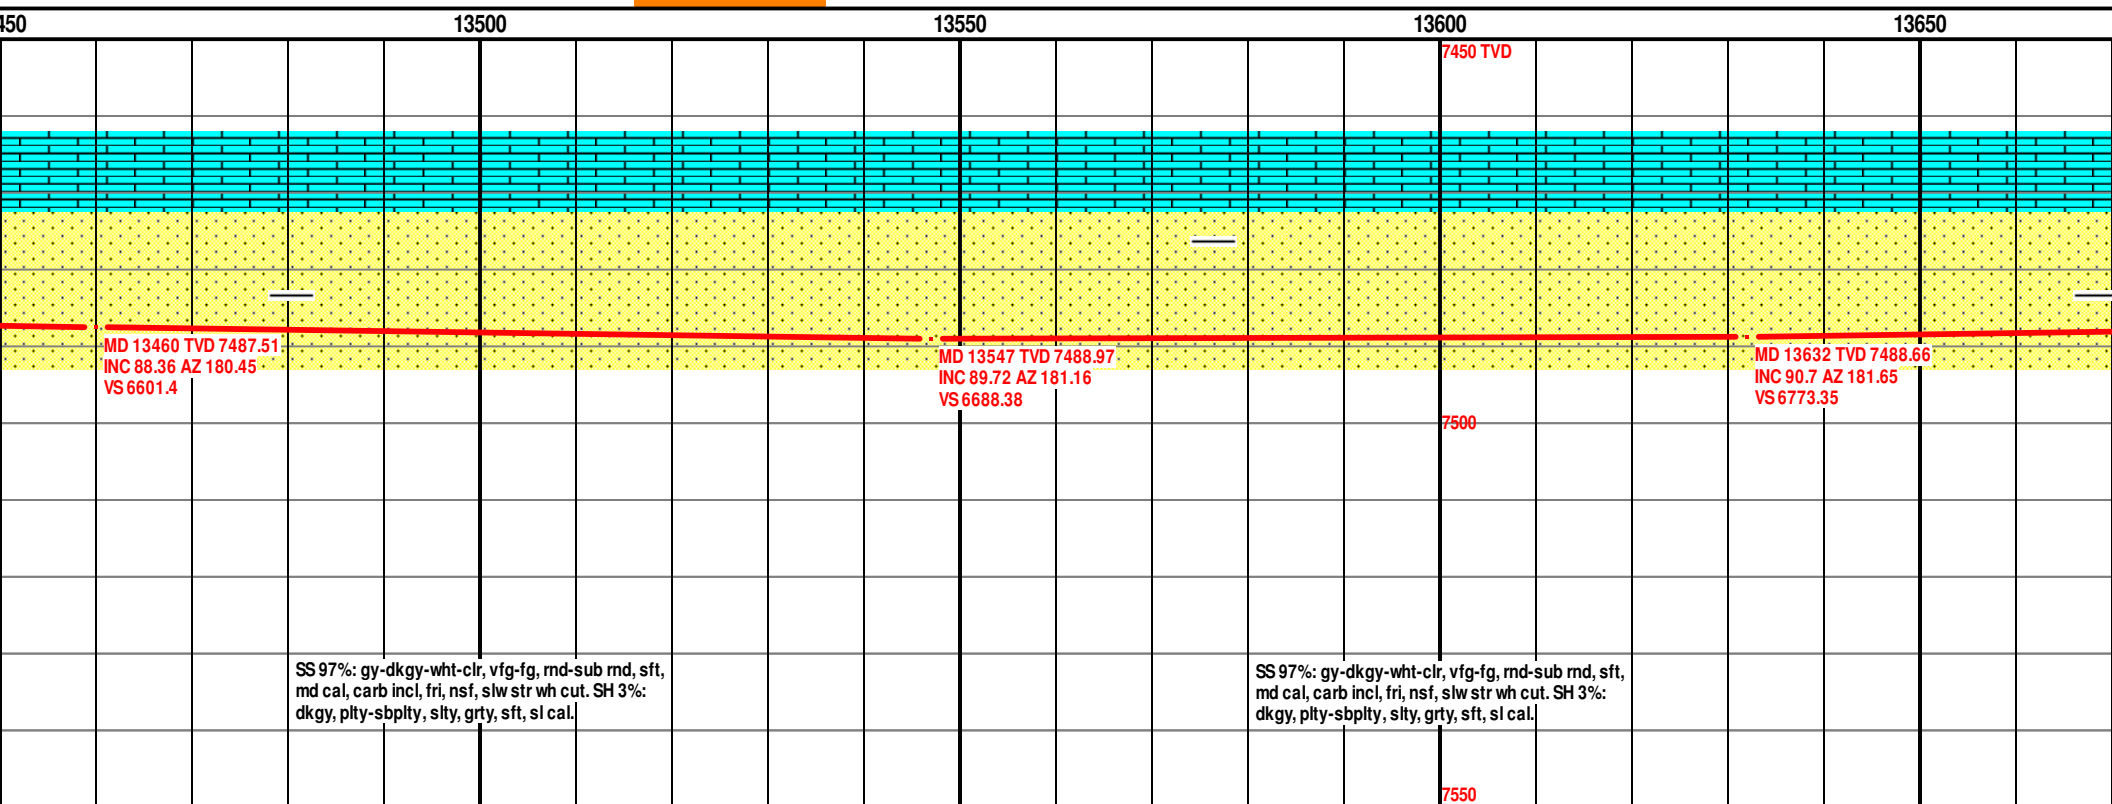 450 13500 13550 13600 13650
7450 TVD
MD 13460 TVD 7487.51
INC 88.36 AZ 180.45
VS 6601.4
MD 13547 TVD 7488.97
INC 89.72 AZ 181.16
VS 6688.38
MD 13632 TVD 7488.66
INC 90.7 AZ 181.65
VS 6773.35
7500
SS 97%: gy-dkgy-wht-clr, vfg-fg, rnd-sub rnd, sft,
md cal, carb incl, fri, nsf, slw str wh cut. SH 3%:
dkgy, plty-sbplty, slty, grty, sft, sl cal.
SS 97%: gy-dkgy-wht-clr, vfg-fg, rnd-sub rnd, sft,
md cal, carb incl, fri, nsf, slw str wh cut. SH 3%:
dkgy, plty-sbplty, slty, grty, sft, sl cal.
7550